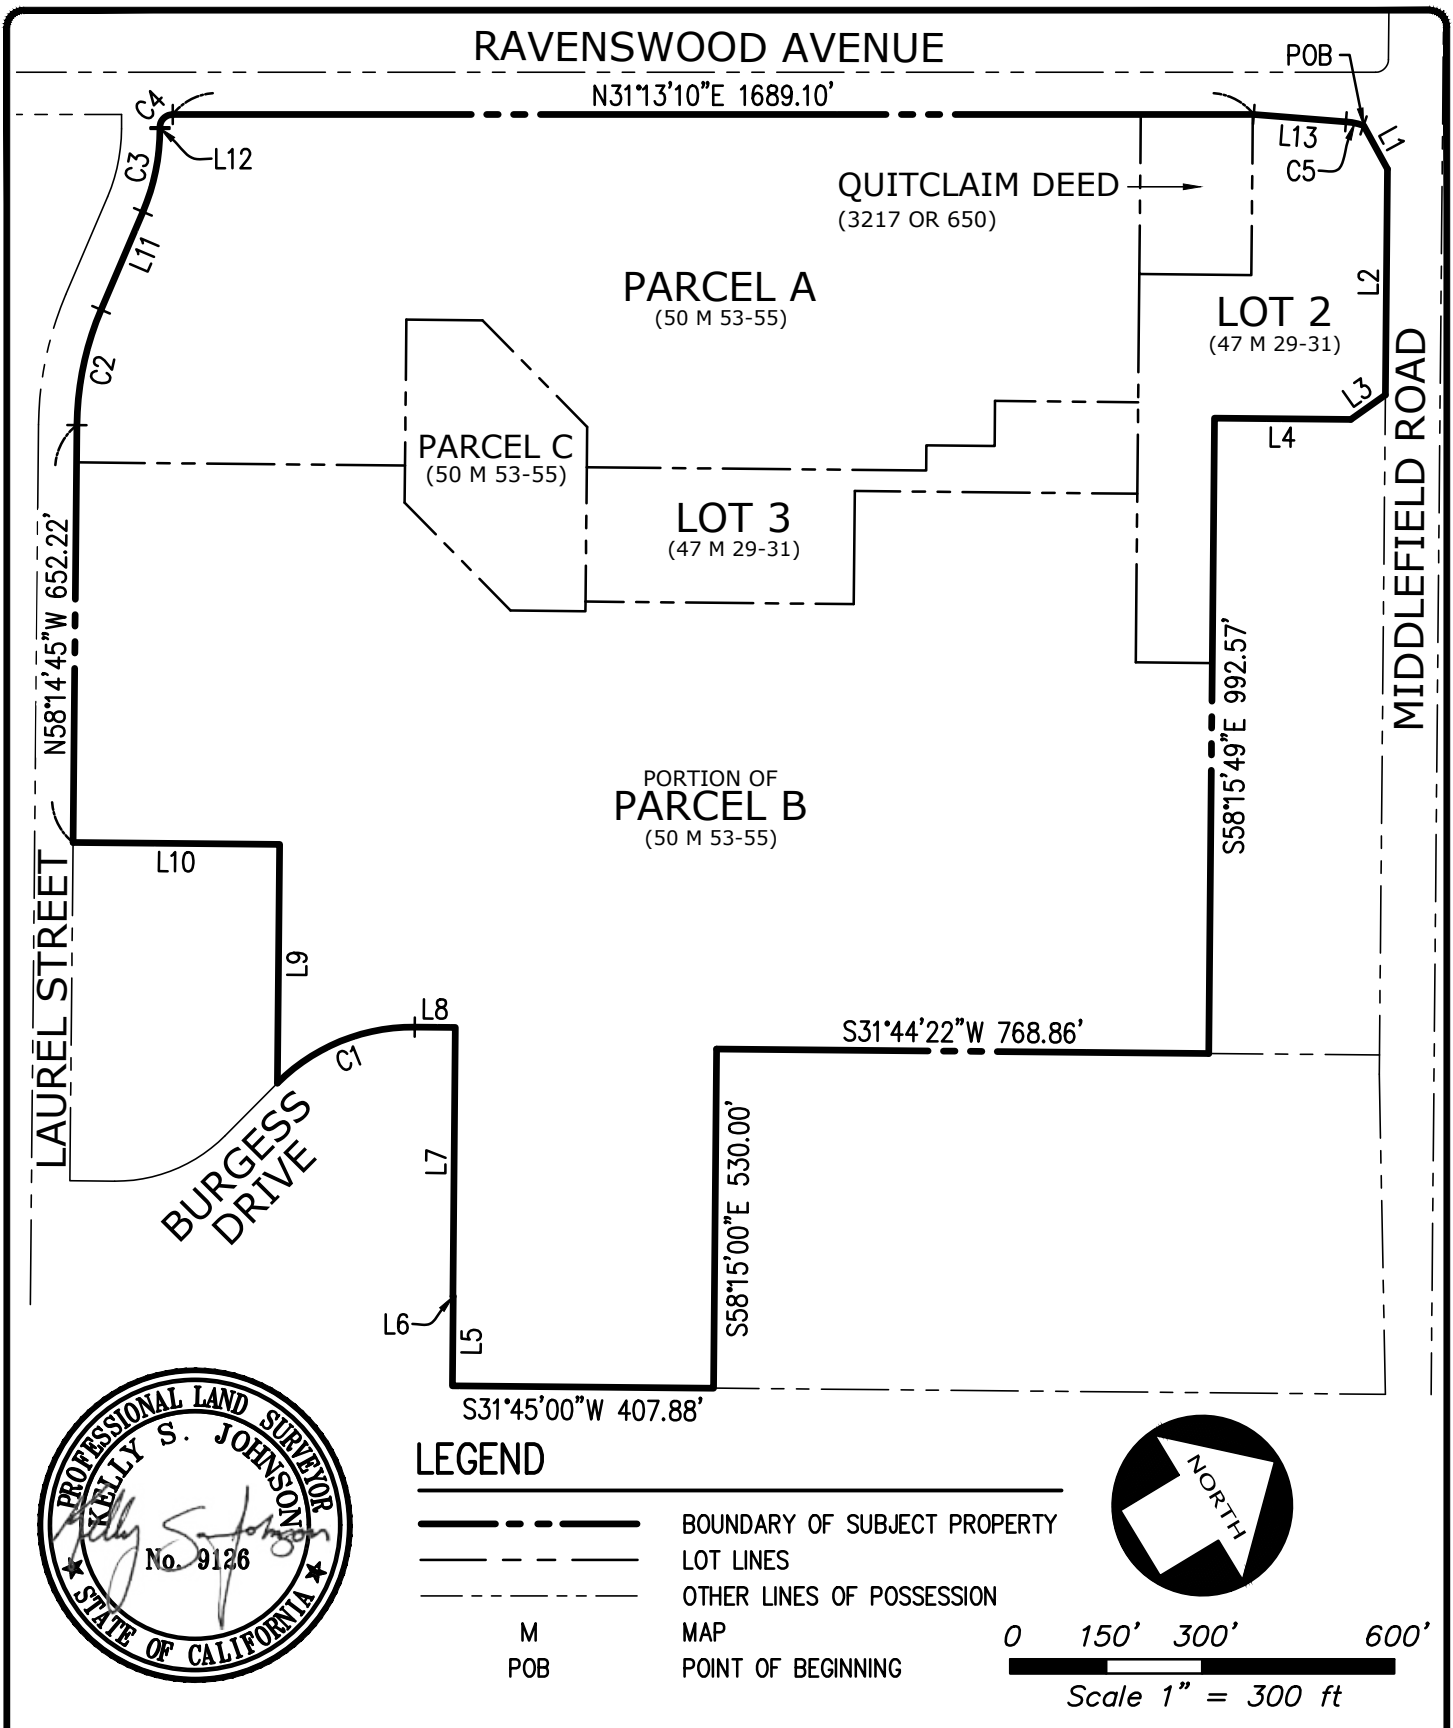 RAVENSWOOD AVENUE
POB
N31°13'10"E 1689.10'
C4
L12
C3
L11
C2
L13
C5
L1
QUITCLAIM DEED
(3217 OR 650)
PARCEL A
(50 M 53-55)
L2
LOT 2
(47 M 29-31)
L3
L4
MIDDLEFIELD ROAD
PARCEL C
(50 M 53-55)
LOT 3
(47 M 29-31)
N58°14'45"W 652.22'
S58°15'49"E 992.57'
PORTION OF
PARCEL B
(50 M 53-55)
L10
LAUREL STREET
L9
L8
C1
S31°44'22"W 768.86'
BURGESS
DRIVE
L7
S58°15'00"E 530.00'
L6
L5
S31°45'00"W 407.88'
PROFESSIONAL LAND SURVEYOR
KELLY S. JOHNSON
Kelly S Johnson
No. 9126
STATE OF CALIFORNIA
LEGEND
BOUNDARY OF SUBJECT PROPERTY
LOT LINES
OTHER LINES OF POSSESSION
M MAP
POB POINT OF BEGINNING
NORTH
0 150' 300' 600'
Scale 1" = 300 ft